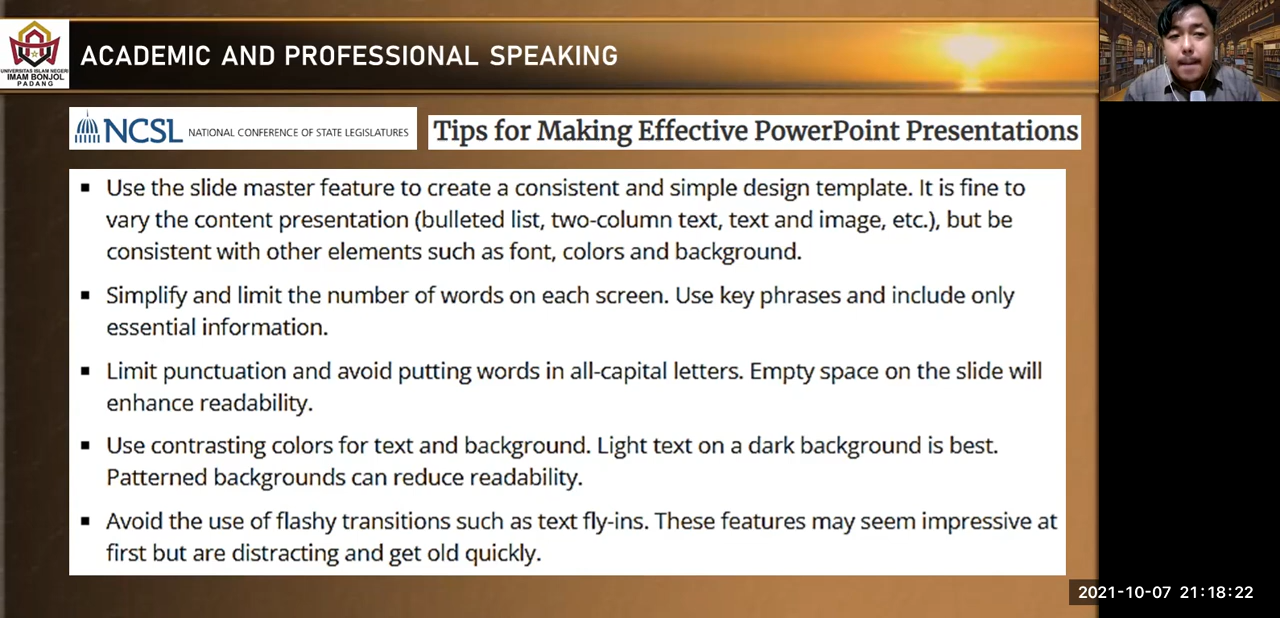 UNIVERSITAS ISLAM NEGERI
IMAM BONJOL
PADANG
ACADEMIC AND PROFESSIONAL SPEAKING
NCSL NATIONAL CONFERENCE OF STATE LEGISLATURES
Tips for Making Effective PowerPoint Presentations
▪ Use the slide master feature to create a consistent and simple design template. It is fine to
vary the content presentation (bulleted list, two-column text, text and image, etc.), but be
consistent with other elements such as font, colors and background.
▪ Simplify and limit the number of words on each screen. Use key phrases and include only
essential information.
▪ Limit punctuation and avoid putting words in all-capital letters. Empty space on the slide will
enhance readability.
▪ Use contrasting colors for text and background. Light text on a dark background is best.
Patterned backgrounds can reduce readability.
▪ Avoid the use of flashy transitions such as text fly-ins. These features may seem impressive at
first but are distracting and get old quickly.
2021-10-07 21:18:22